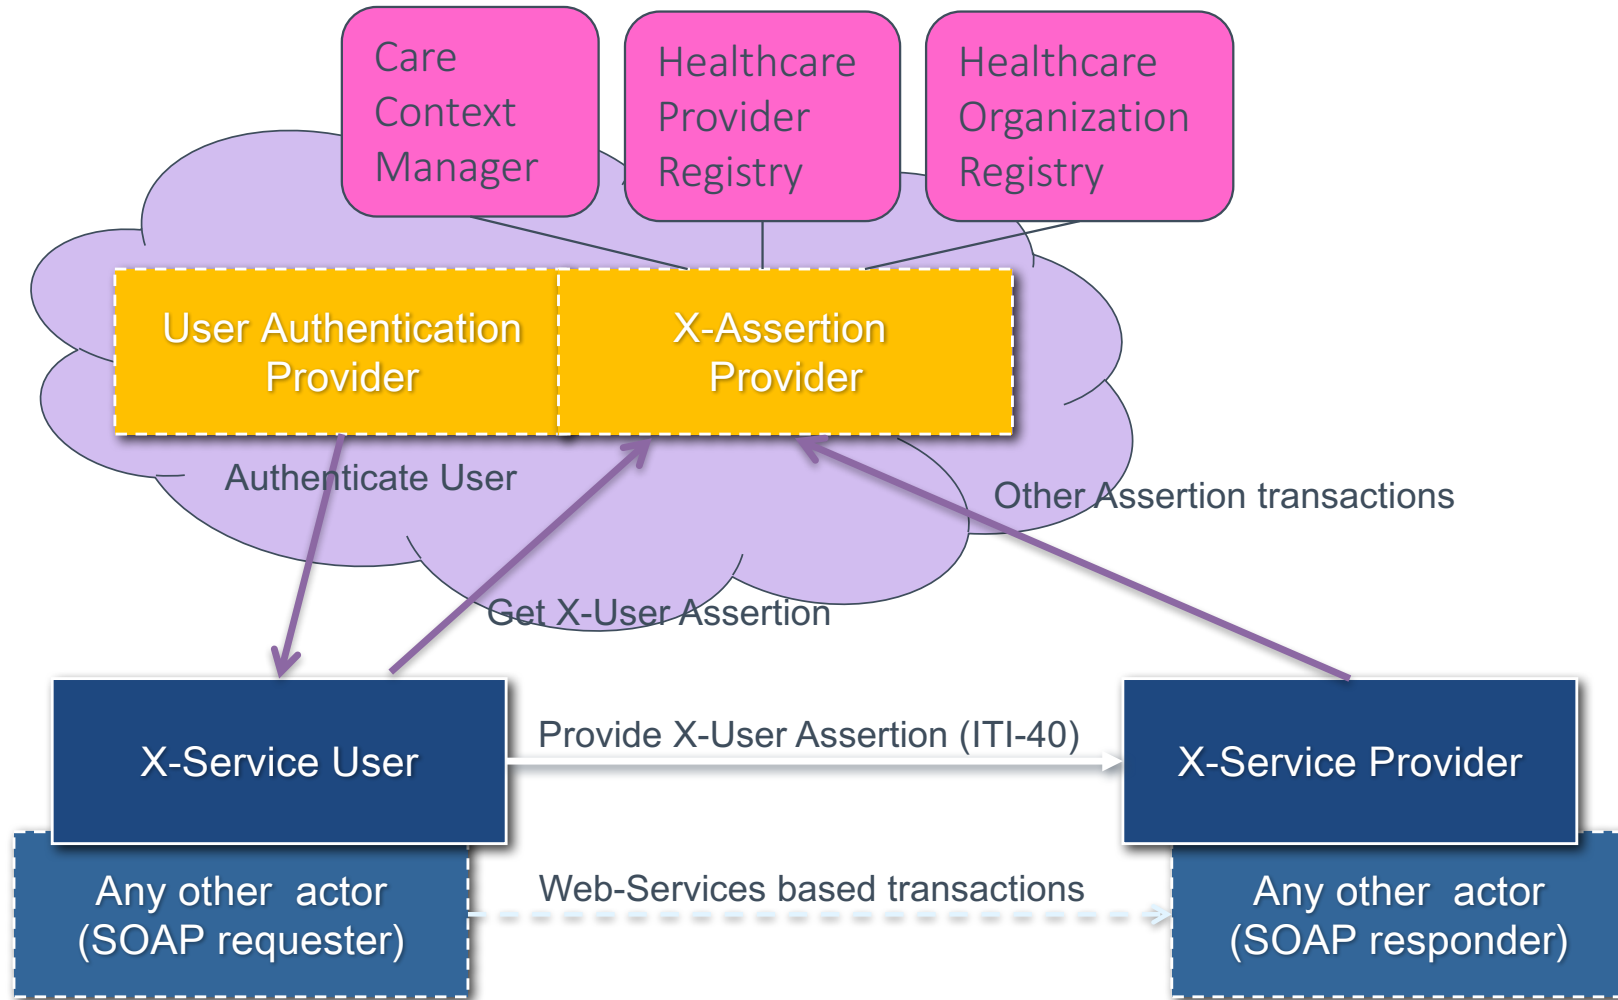 Care
Context
Manager
Healthcare
Provider
Registry
Healthcare
Organization
Registry
User Authentication
Provider
X-Assertion
Provider
Authenticate User
Other Assertion transactions
Get X-User Assertion
X-Service User
Provide X-User Assertion (ITI-40)
X-Service Provider
Any other actor
(SOAP requester)
Web-Services based transactions
Any other actor
(SOAP responder)